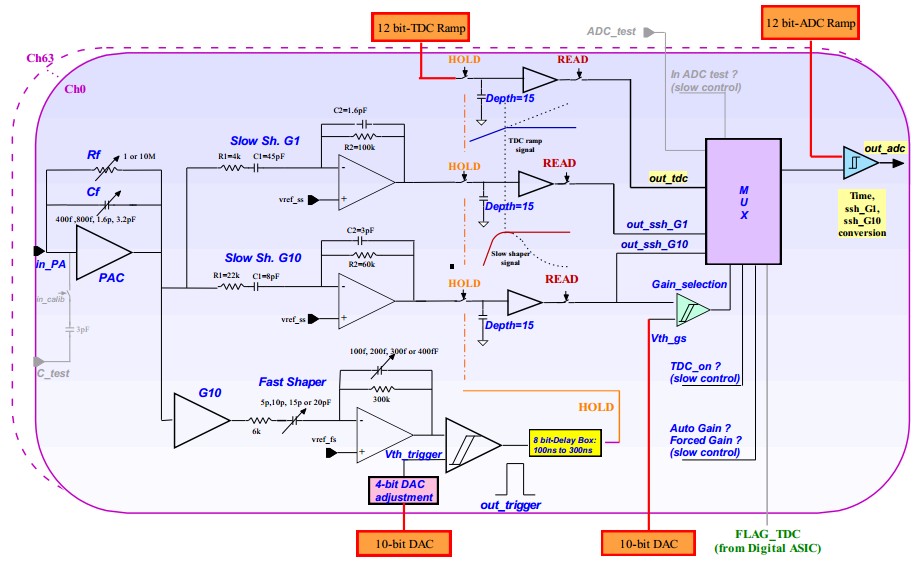 12 bit-TDC Ramp
12 bit-ADC Ramp
ADC_test
Ch63
Ch0
HOLD
READ
In ADC test ?
(slow control)
Depth=15
C2=1.6pF
R2=100k
Slow Sh. G1
R1=4k
C1=45pF
vref_ss
TDC ramp
signal
Rf
1 or 10M
Cf
400f ,800f, 1.6p, 3.2pF
HOLD
READ
Depth=15
out_tdc
out_ssh_G1
out_ssh_G10
M
U
X
out_adc
Time,
ssh_G1,
ssh_G10
conversion
in_PA
PAC
in_calib
3pF
C_test
Slow Sh. G10
C2=3pF
R2=60k
R1=22k
C1=8pF
vref_ss
Slow shaper
signal
HOLD
READ
Depth=15
Gain_selection
Vth_gs
TDC_on ?
(slow control)
Auto Gain ?
Forced Gain ?
(slow control)
G10
Fast Shaper
100f, 200f, 300f or 400fF
300k
5p,10p, 15p or 20pF
6k
vref_fs
Vth_trigger
HOLD
8 bit-Delay Box:
100ns to 300ns
4-bit DAC
adjustment
out_trigger
10-bit DAC
10-bit DAC
FLAG_TDC
(from Digital ASIC)